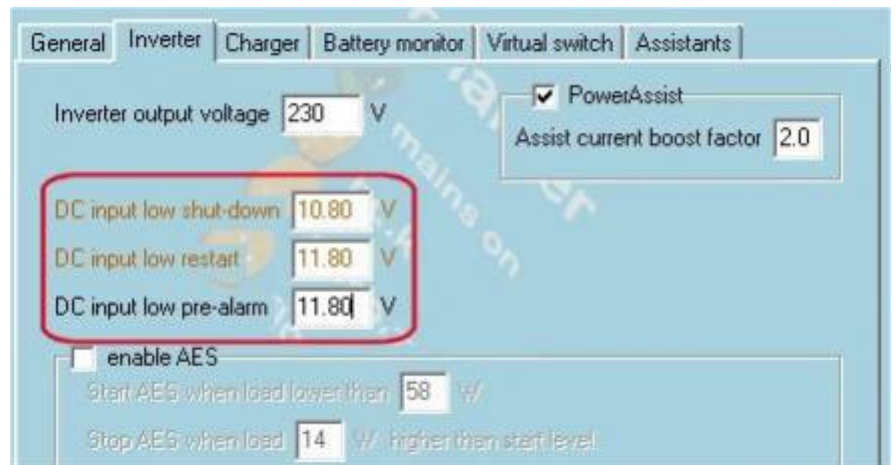 General Inverter Charger Battery monitor Virtual switch Assistants
Inverter output voltage 230 V
PowerAssist
Assist current boost factor 2.0
DC input low shut-down 10.80 V
DC input low restart 11.80 V
DC input low pre-alarm 11.80 V
enable AES
Start AES when load lower than 58 W
Stop AES when load 14 W higher than start level
mains on